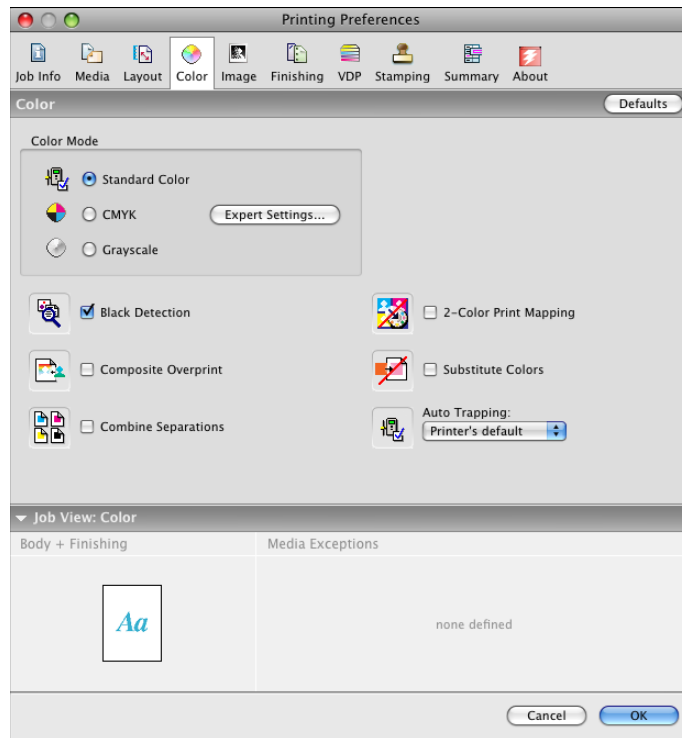 Printing Preferences
Job Info Media Layout Color Image Finishing VDP Stamping Summary About
Color Defaults
Color Mode
Standard Color
CMYK Expert Settings...
Grayscale
Black Detection 2-Color Print Mapping
Composite Overprint Substitute Colors
Auto Trapping:
Combine Separations Printer's default
Job View: Color
Body + Finishing Media Exceptions
Aa none defined
Cancel OK